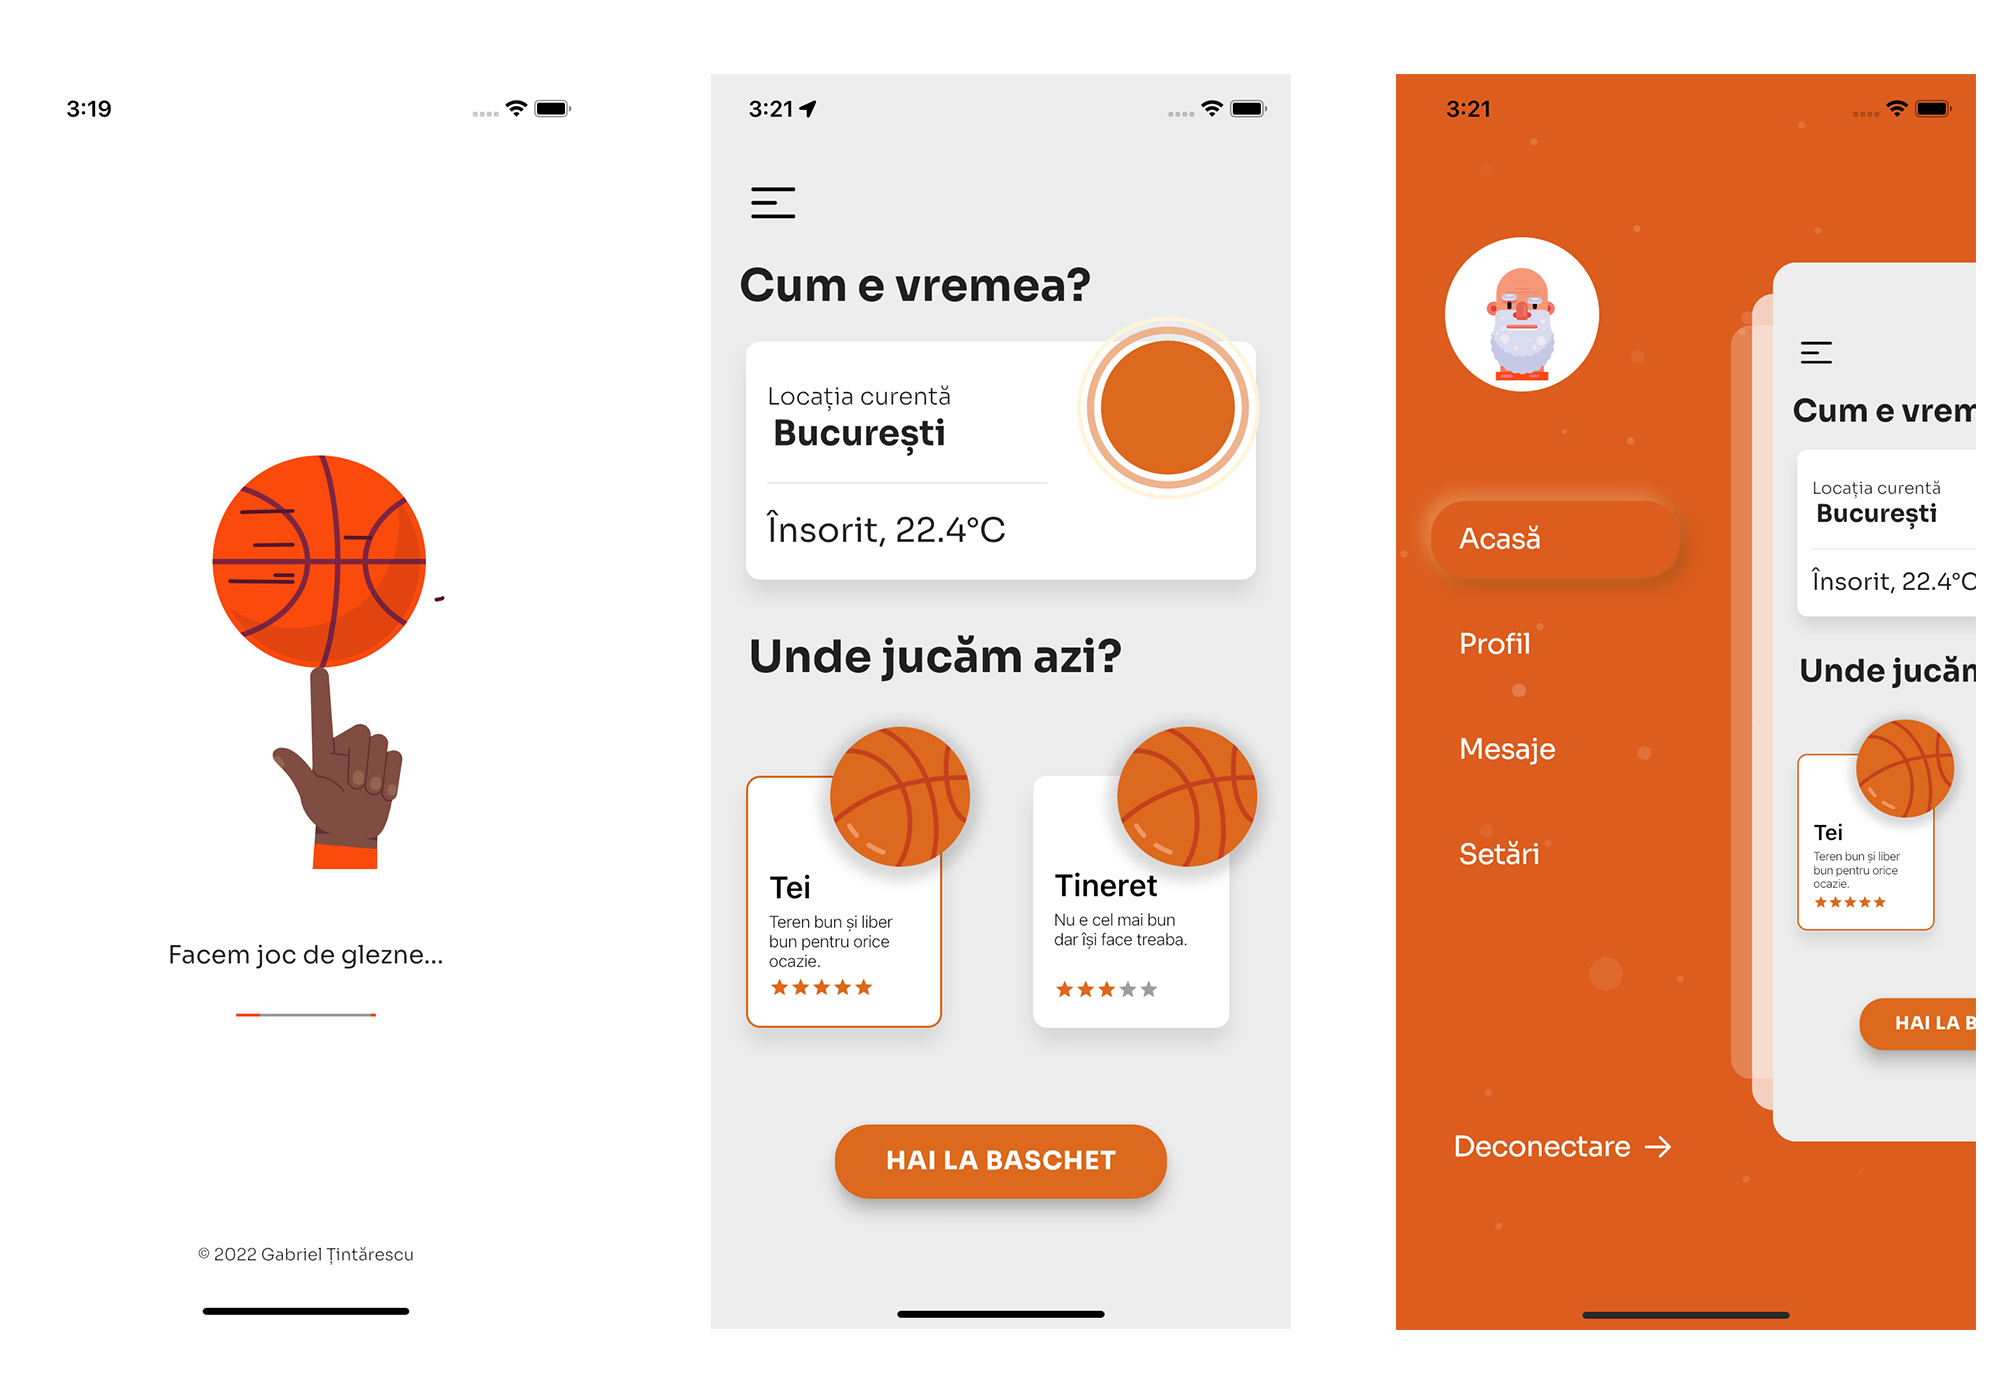 3:19
Facem joc de glezne...
© 2022 Gabriel Țintărescu
3:21
Cum e vremea?
Locația curentă
București
Însorit, 22.4°C
Unde jucăm azi?
Tei
Teren bun și liber
bun pentru orice
ocazie.
Tineret
Nu e cel mai bun
dar își face treaba.
HAI LA BASCHET
3:21
Acasă
Profil
Mesaje
Setări
Deconectare
Cum e vrem
Locația curentă
București
Însorit, 22.4°C
Unde jucăm
Tei
Teren bun și liber
bun pentru orice
ocazie.
HAI LA B